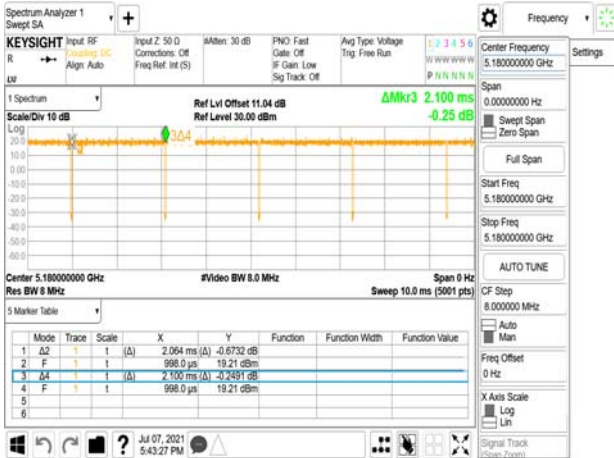 Spectrum Analyzer 1
Swept SA
+
Frequency
KEYSIGHT
Input: RF
Coupling: DC
Align: Auto
Input Z: 50 Ω
Corrections: Off
Freq Ref: Int (S)
#Atten: 30 dB
PNO: Fast
Gate: Off
IF Gain: Low
Sig Track: Off
Avg Type: Voltage
Trig: Free Run
1 2 3 4 5 6
W W W W W W
P N N N N N
R
LVI
Center Frequency
5.180000000 GHz
Settings
Span
0.00000000 Hz
Swept Span
Zero Span
Full Span
Start Freq
5.180000000 GHz
Stop Freq
5.180000000 GHz
AUTO TUNE
CF Step
8.000000 MHz
Auto
Man
Freq Offset
0 Hz
X Axis Scale
Log
Lin
Signal Track
(Span Zoom)
1 Spectrum
Scale/Div 10 dB
Ref Lvl Offset 11.04 dB
Ref Level 30.00 dBm
ΔMkr3 2.100 ms
-0.25 dB
Log
20.0
10.0
0.00
-10.0
-20.0
-30.0
-40.0
-50.0
-60.0
3Δ4
Center 5.180000000 GHz
Res BW 8 MHz
#Video BW 8.0 MHz
Span 0 Hz
Sweep 10.0 ms (5001 pts)
5 Marker Table
Mode Trace Scale X Y Function Function Width Function Value
1 Δ2 1 t (Δ) 2.064 ms (Δ) -0.6732 dB
2 F 1 t 998.0 µs 19.21 dBm
3 Δ4 1 t (Δ) 2.100 ms (Δ) -0.2491 dB
4 F 1 t 998.0 µs 19.21 dBm
5
6
?
Jul 07, 2021
5:43:27 PM